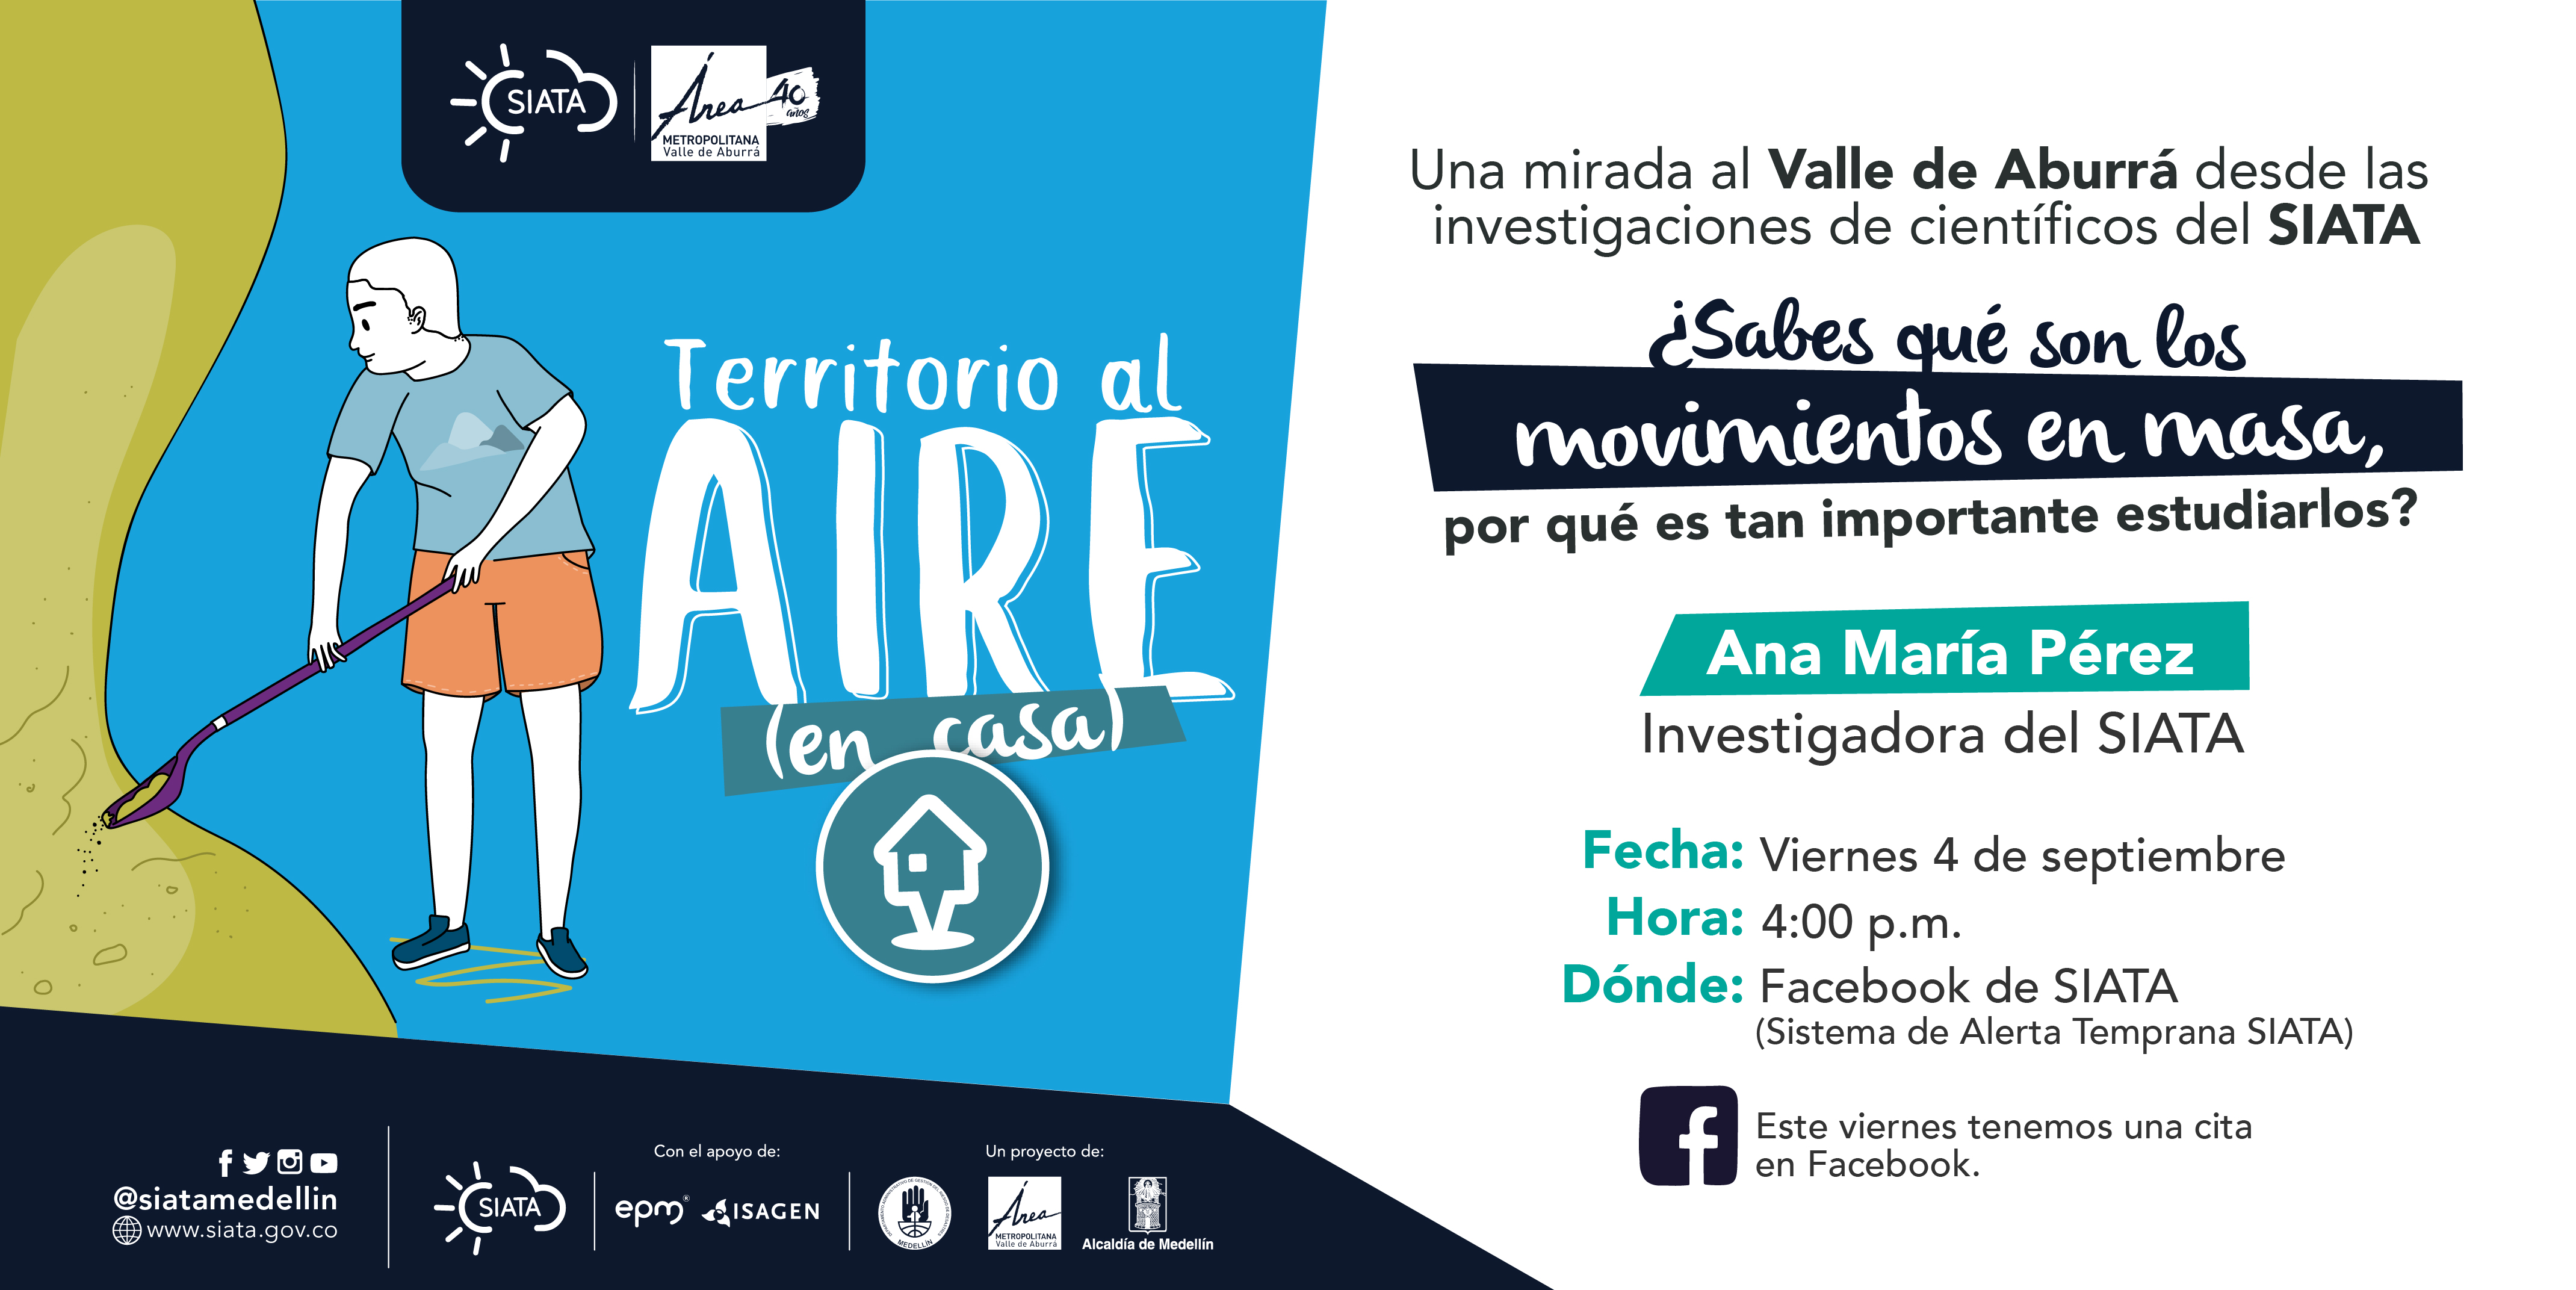 SIATA
Área
METROPOLITANA
Valle de Aburrá
40
años
Territorio al
AIRE
(en casa)
Una mirada al Valle de Aburrá desde las
investigaciones de científicos del SIATA
¿Sabes qué son los
movimientos en masa,
por qué es tan importante estudiarlos?
Ana María Pérez
Investigadora del SIATA
Fecha: Viernes 4 de septiembre
Hora: 4:00 p.m.
Dónde: Facebook de SIATA
(Sistema de Alerta Temprana SIATA)
Este viernes tenemos una cita
en Facebook.
@siatamedellin
www.siata.gov.co
SIATA
Con el apoyo de:
epm®
ISAGEN
Un proyecto de:
MEDELLÍN
Área
METROPOLITANA
Valle de Aburrá
Alcaldía de Medellín